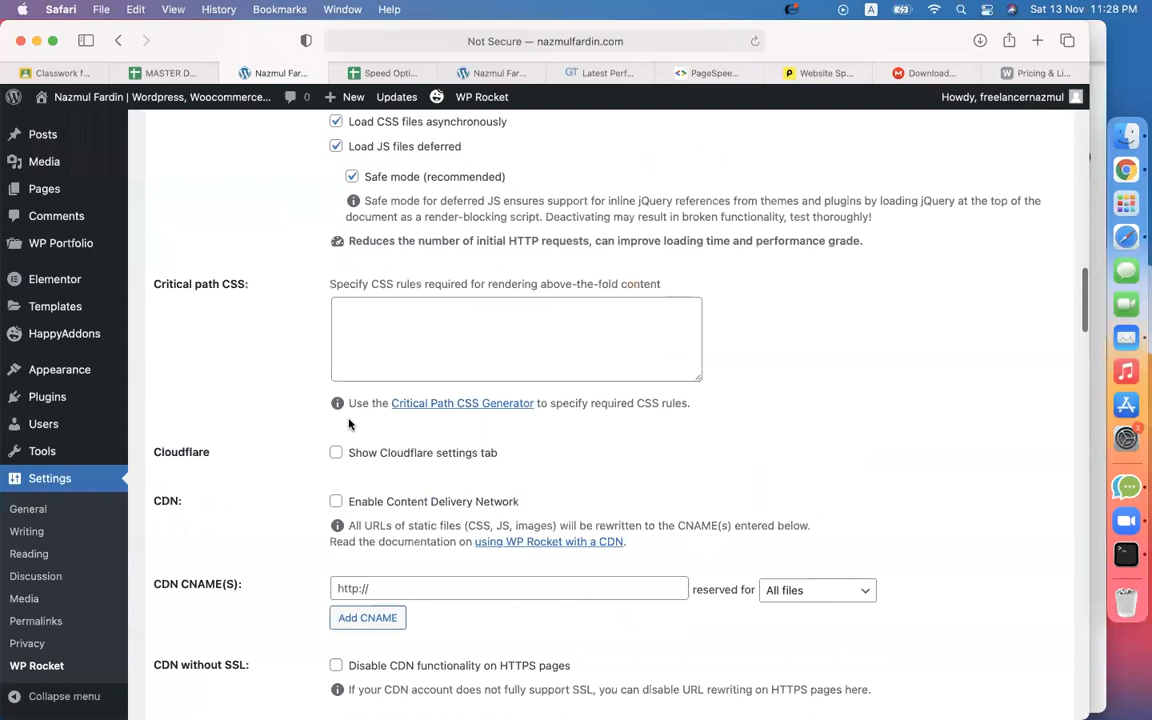 Safari File Edit View History Bookmarks Window Help A Sat 13 Nov 11:28 PM
Not Secure — nazmulfardin.com
Classwork f... MASTER D... Nazmul Far... Speed Opti... Nazmul Far... GT Latest Perf... PageSpee... Website Sp... Download... W Pricing & Li...
Nazmul Fardin | Wordpress, Woocommerce... 0 New Updates WP Rocket Howdy, freelancernazmul
Posts
Media
Pages
Comments
WP Portfolio
Elementor
Templates
HappyAddons
Appearance
Plugins
Users
Tools
Settings
General
Writing
Reading
Discussion
Media
Permalinks
Privacy
WP Rocket
Collapse menu
Load CSS files asynchronously
Load JS files deferred
Safe mode (recommended)
Safe mode for deferred JS ensures support for inline jQuery references from themes and plugins by loading jQuery at the top of the
document as a render-blocking script. Deactivating may result in broken functionality, test thoroughly!
Reduces the number of initial HTTP requests, can improve loading time and performance grade.
Critical path CSS: Specify CSS rules required for rendering above-the-fold content
Use the Critical Path CSS Generator to specify required CSS rules.
Cloudflare Show Cloudflare settings tab
CDN: Enable Content Delivery Network
All URLs of static files (CSS, JS, images) will be rewritten to the CNAME(s) entered below.
Read the documentation on using WP Rocket with a CDN.
CDN CNAME(S): http:// reserved for All files
Add CNAME
CDN without SSL: Disable CDN functionality on HTTPS pages
If your CDN account does not fully support SSL, you can disable URL rewriting on HTTPS pages here.